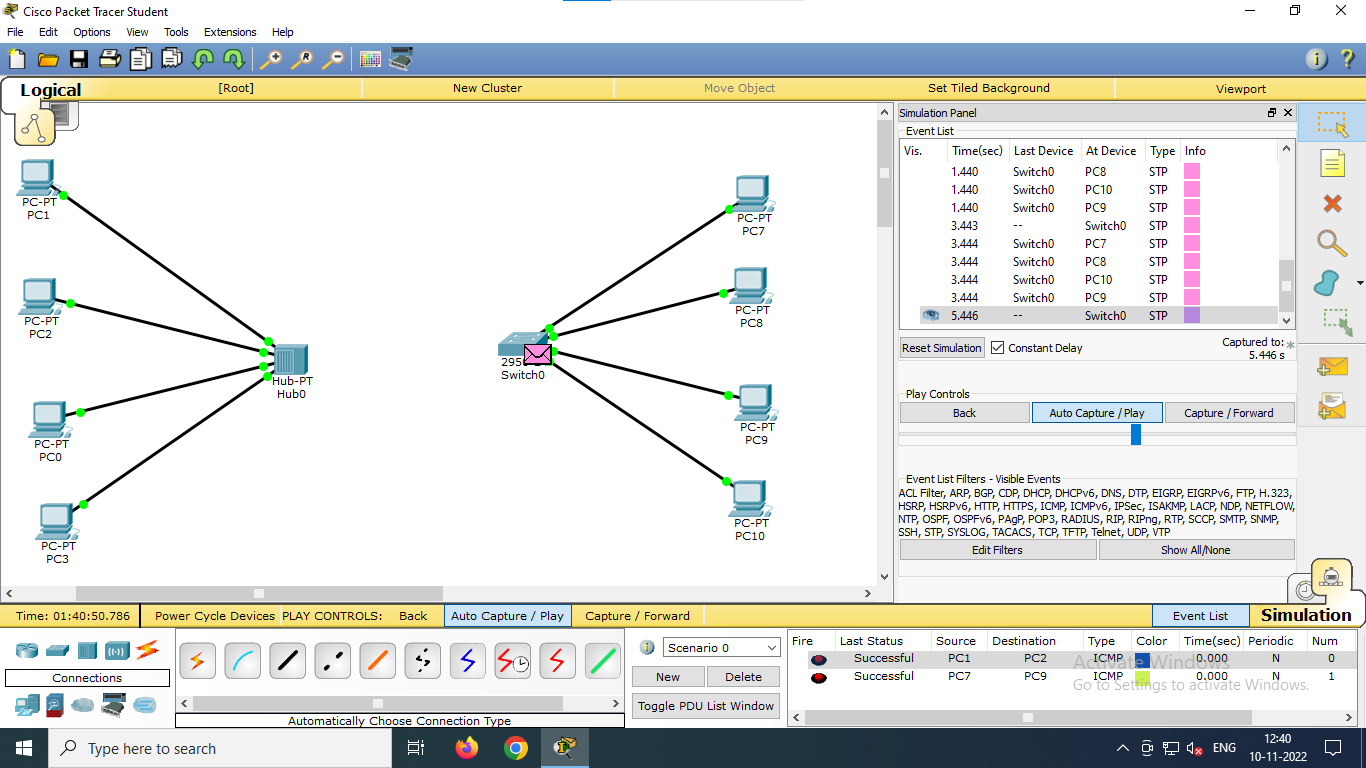 Cisco Packet Tracer Student
File Edit Options View Tools Extensions Help
Logical [Root] New Cluster Move Object Set Tiled Background Viewport
PC-PT
PC1
PC-PT
PC2
PC-PT
PC0
PC-PT
PC3
Hub-PT
Hub0
Switch0
PC-PT
PC7
PC-PT
PC8
PC-PT
PC9
PC-PT
PC10
Simulation Panel
Event List
Vis. Time(sec) Last Device At Device Type Info
1.440 Switch0 PC8 STP
1.440 Switch0 PC10 STP
1.440 Switch0 PC9 STP
3.443 -- Switch0 STP
3.444 Switch0 PC7 STP
3.444 Switch0 PC8 STP
3.444 Switch0 PC10 STP
3.444 Switch0 PC9 STP
5.446 -- Switch0 STP
Reset Simulation Constant Delay Captured to: *
5.446 s
Play Controls
Back Auto Capture / Play Capture / Forward
Event List Filters - Visible Events
ACL Filter, ARP, BGP, CDP, DHCP, DHCPv6, DNS, DTP, EIGRP, EIGRPv6, FTP, H.323,
HSRP, HSRPv6, HTTP, HTTPS, ICMP, ICMPv6, IPSec, ISAKMP, LACP, NDP, NETFLOW,
NTP, OSPF, OSPFv6, PAgP, POP3, RADIUS, RIP, RIPng, RTP, SCCP, SMTP, SNMP,
SSH, STP, SYSLOG, TACACS, TCP, TFTP, Telnet, UDP, VTP
Edit Filters Show All/None
Time: 01:40:50.786 Power Cycle Devices PLAY CONTROLS: Back Auto Capture / Play Capture / Forward Event List Simulation
Connections
Automatically Choose Connection Type
Scenario 0
New Delete
Toggle PDU List Window
Fire Last Status Source Destination Type Color Time(sec) Periodic Num
Successful PC1 PC2 ICMP 0.000 N 0
Successful PC7 PC9 ICMP 0.000 N 1
Activate Windows
Go to Settings to activate Windows.
Type here to search
ENG
12:40
10-11-2022